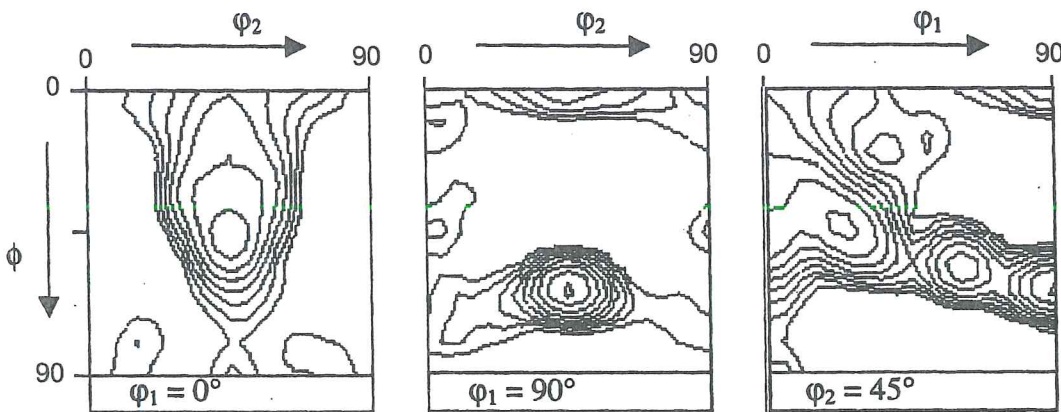 φ₂ φ₂ φ₁
0 90 0 90 0 90
0
ϕ
90
φ₁ = 0° φ₁ = 90° φ₂ = 45°